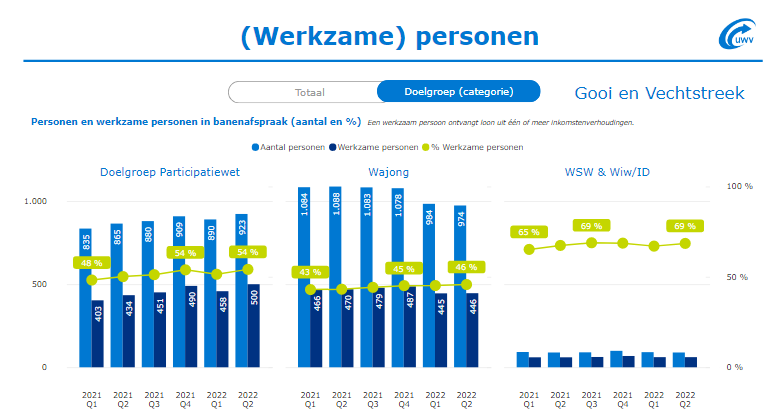 (Werkzame) personen
uwv
Totaal
Doelgroep (categorie)
Gooi en Vechtstreek
Personen en werkzame personen in banenafspraak (aantal en %) Een werkzaam persoon ontvangt loon uit één of meer inkomstenverhoudingen.
Aantal personen Werkzame personen % Werkzame personen
Doelgroep Participatiewet
1.000
500
0
835 865 880 909 890 923
48 % 54 % 54 %
403 434 451 490 458 500
2021 2021 2021 2021 2022 2022
Q1 Q2 Q3 Q4 Q1 Q2
Wajong
1.084 1.088 1.083 1.078 984 974
43 % 45 % 46 %
466 470 479 487 445 446
2021 2021 2021 2021 2022 2022
Q1 Q2 Q3 Q4 Q1 Q2
WSW & Wiw/ID
100 %
50 %
0 %
65 % 69 % 69 %
2021 2021 2021 2021 2022 2022
Q1 Q2 Q3 Q4 Q1 Q2